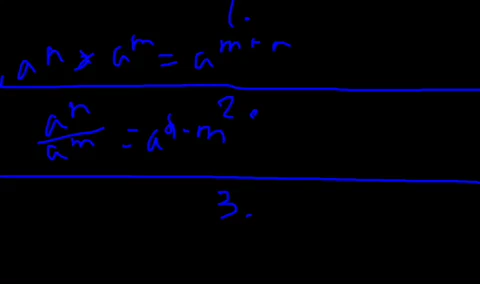 1.
a^n × a^m = a^{m+n}
2.
a^n / a^m = a^{d-m}
3.